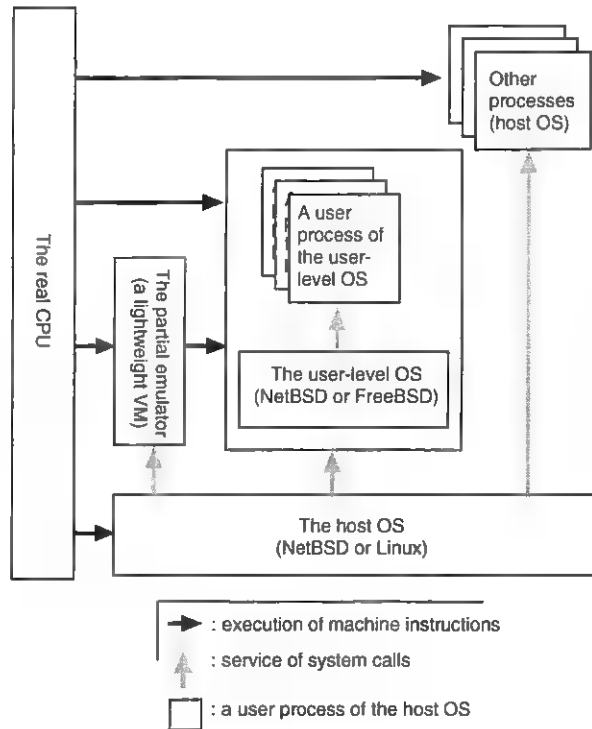 Other
processes
(host OS)
A user
process of
the user-
level OS
The real CPU
The partial emulator
(a lightweight VM)
The user-level OS
(NetBSD or FreeBSD)
The host OS
(NetBSD or Linux)
: execution of machine instructions
: service of system calls
: a user process of the host OS